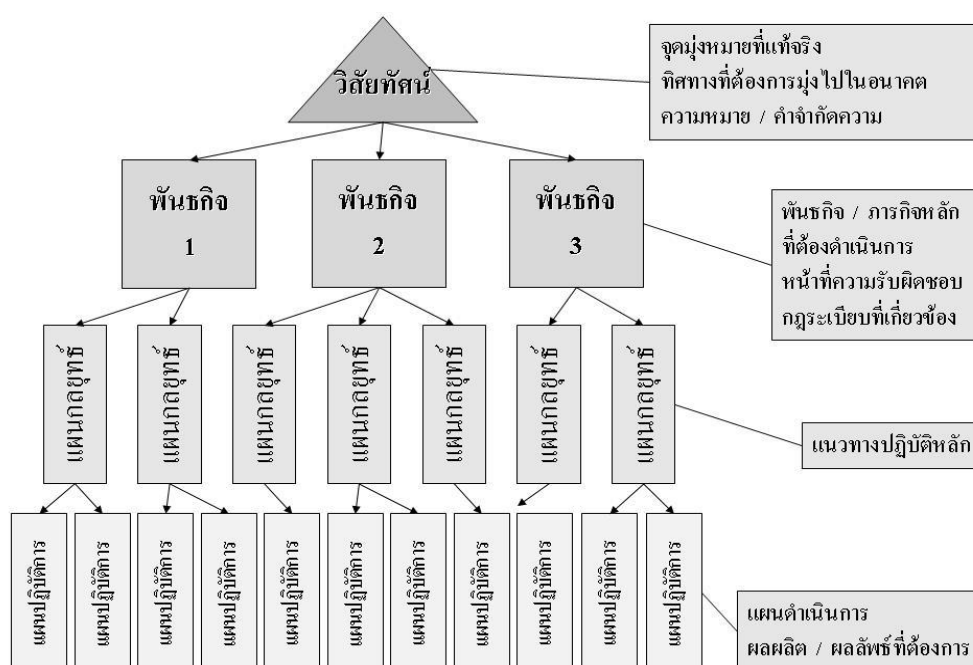 วิสัยทัศน์
จุดมุ่งหมายที่แท้จริง
ทิศทางที่ต้องการมุ่งไปในอนาคต
ความหมาย / คำจำกัดความ
พันธกิจ
1
พันธกิจ
2
พันธกิจ
3
พันธกิจ / ภารกิจหลัก
ที่ต้องดำเนินการ
หน้าที่ความรับผิดชอบ
กฎระเบียบที่เกี่ยวข้อง
แผนกลยุทธ์
แผนกลยุทธ์
แผนกลยุทธ์
แผนกลยุทธ์
แผนกลยุทธ์
แผนกลยุทธ์
แผนกลยุทธ์
แนวทางปฏิบัติหลัก
แผนปฏิบัติการ
แผนปฏิบัติการ
แผนปฏิบัติการ
แผนปฏิบัติการ
แผนปฏิบัติการ
แผนปฏิบัติการ
แผนปฏิบัติการ
แผนปฏิบัติการ
แผนปฏิบัติการ
แผนปฏิบัติการ
แผนปฏิบัติการ
แผนดำเนินการ
ผลผลิต / ผลลัพธ์ที่ต้องการ